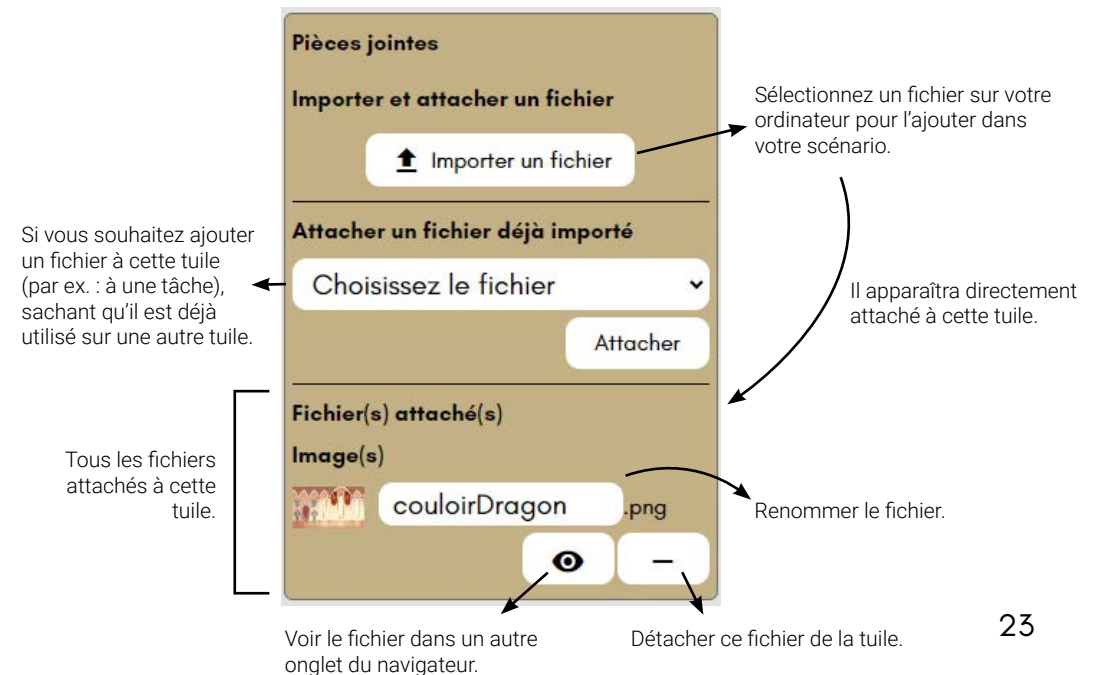 Pièces jointes
Importer et attacher un fichier
Importer un fichier
Sélectionnez un fichier sur votre
ordinateur pour l'ajouter dans
votre scénario.
Si vous souhaitez ajouter
un fichier à cette tuile
(par ex. : à une tâche),
sachant qu'il est déjà
utilisé sur une autre tuile.
Attacher un fichier déjà importé
Choisissez le fichier
Attacher
Il apparaîtra directement
attaché à cette tuile.
Tous les fichiers
attachés à cette
tuile.
Fichier(s) attaché(s)
Image(s)
couloirDragon .png
Renommer le fichier.
Voir le fichier dans un autre
onglet du navigateur.
Détacher ce fichier de la tuile.
23